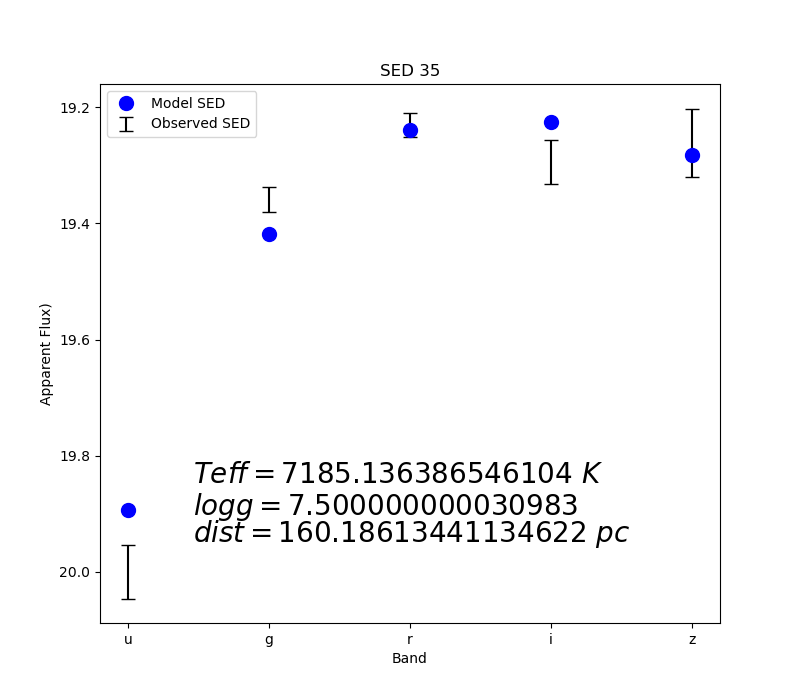 SED 35
Model SED
Observed SED
19.2
19.4
19.6
19.8
20.0
Apparent Flux)
Teff = 7185.136386546104 K
logg = 7.500000000030983
dist = 160.18613441134622 pc
u g r i z
Band